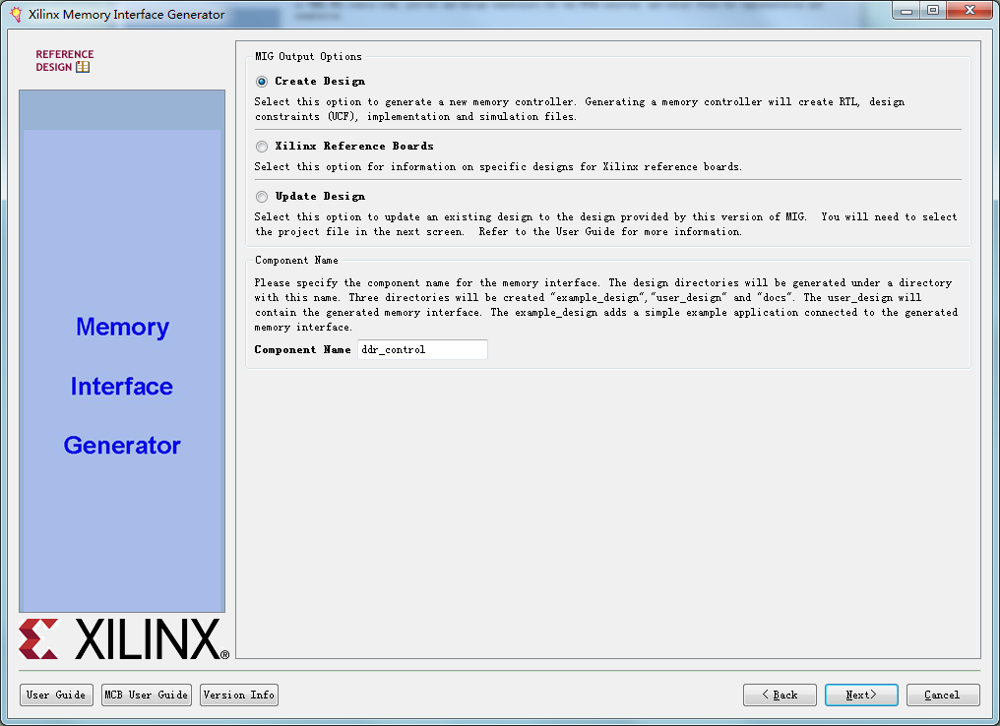 Xilinx Memory Interface Generator
REFERENCE
DESIGN
Memory
Interface
Generator
XILINX®
MIG Output Options
Create Design
Select this option to generate a new memory controller. Generating a memory controller will create RTL, design
constraints (UCF), implementation and simulation files.
Xilinx Reference Boards
Select this option for information on specific designs for Xilinx reference boards.
Update Design
Select this option to update an existing design to the design provided by this version of MIG. You will need to select
the project file in the next screen. Refer to the User Guide for more information.
Component Name
Please specify the component name for the memory interface. The design directories will be generated under a directory
with this name. Three directories will be created "example_design","user_design" and "docs". The user_design will
contain the generated memory interface. The example_design adds a simple example application connected to the generated
memory interface.
Component Name ddr_control
User Guide MCB User Guide Version Info < Back Next> Cancel